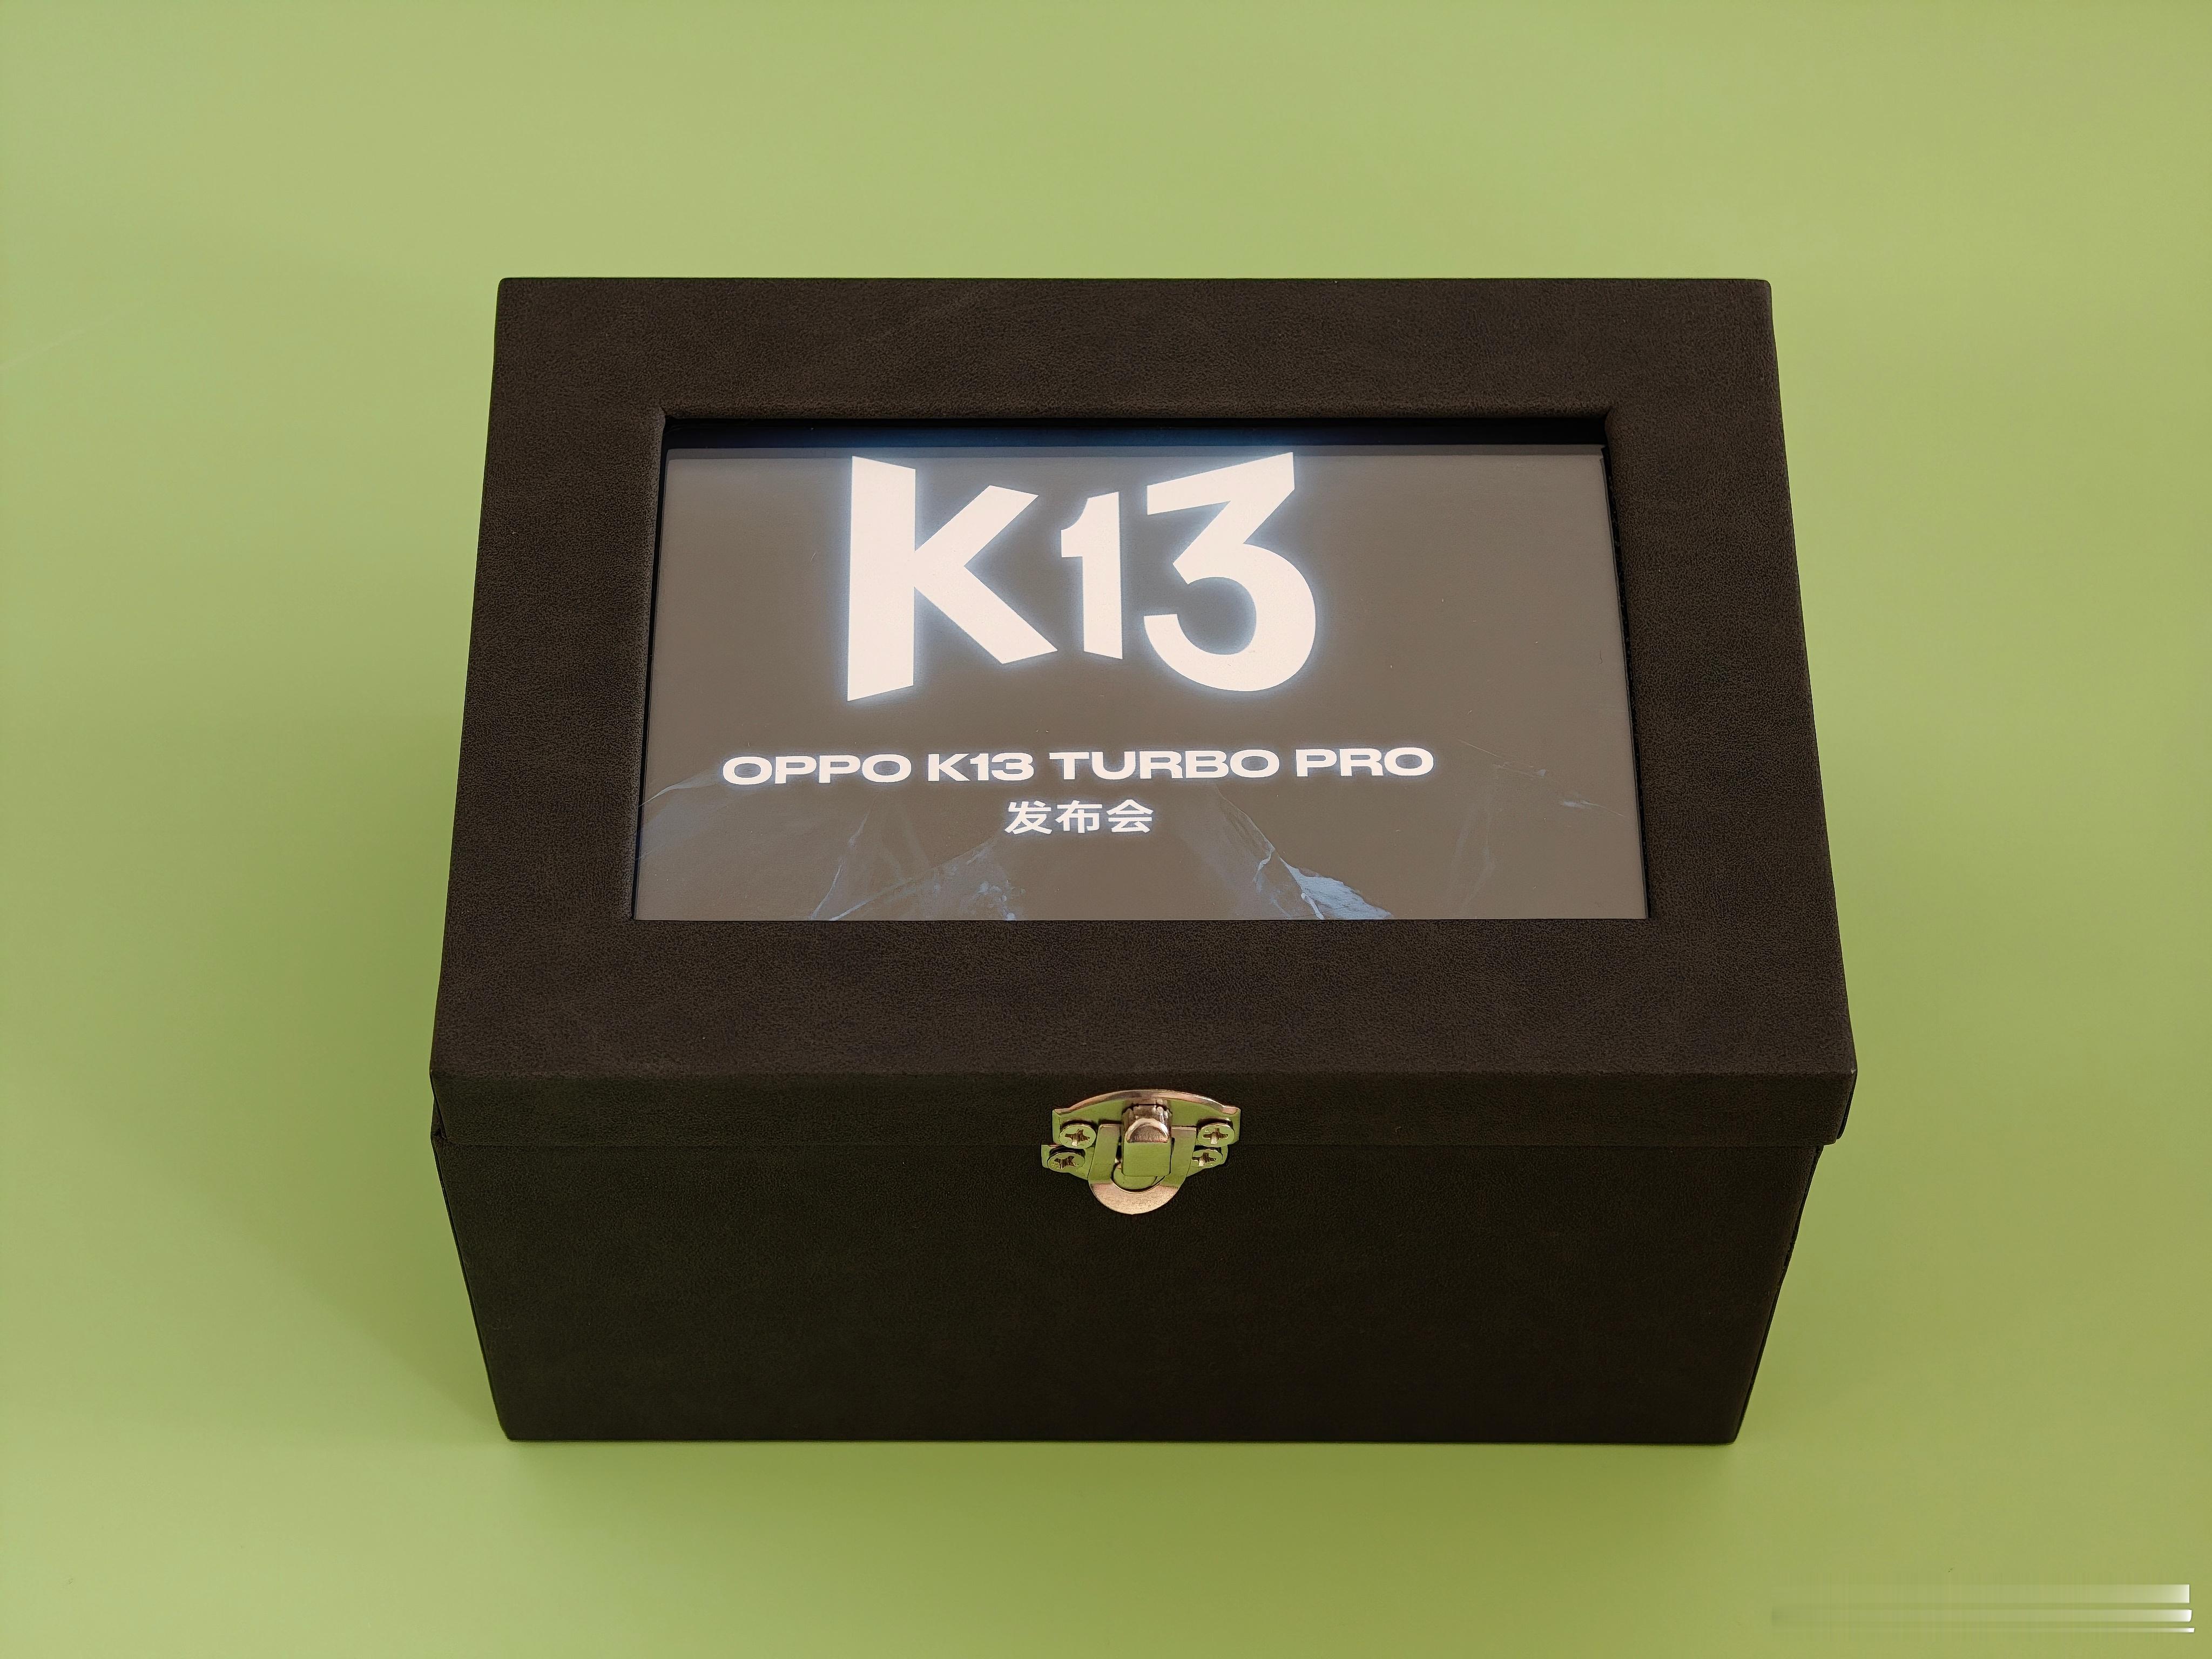 K13
OPPO K13 TURBO PRO
发布会